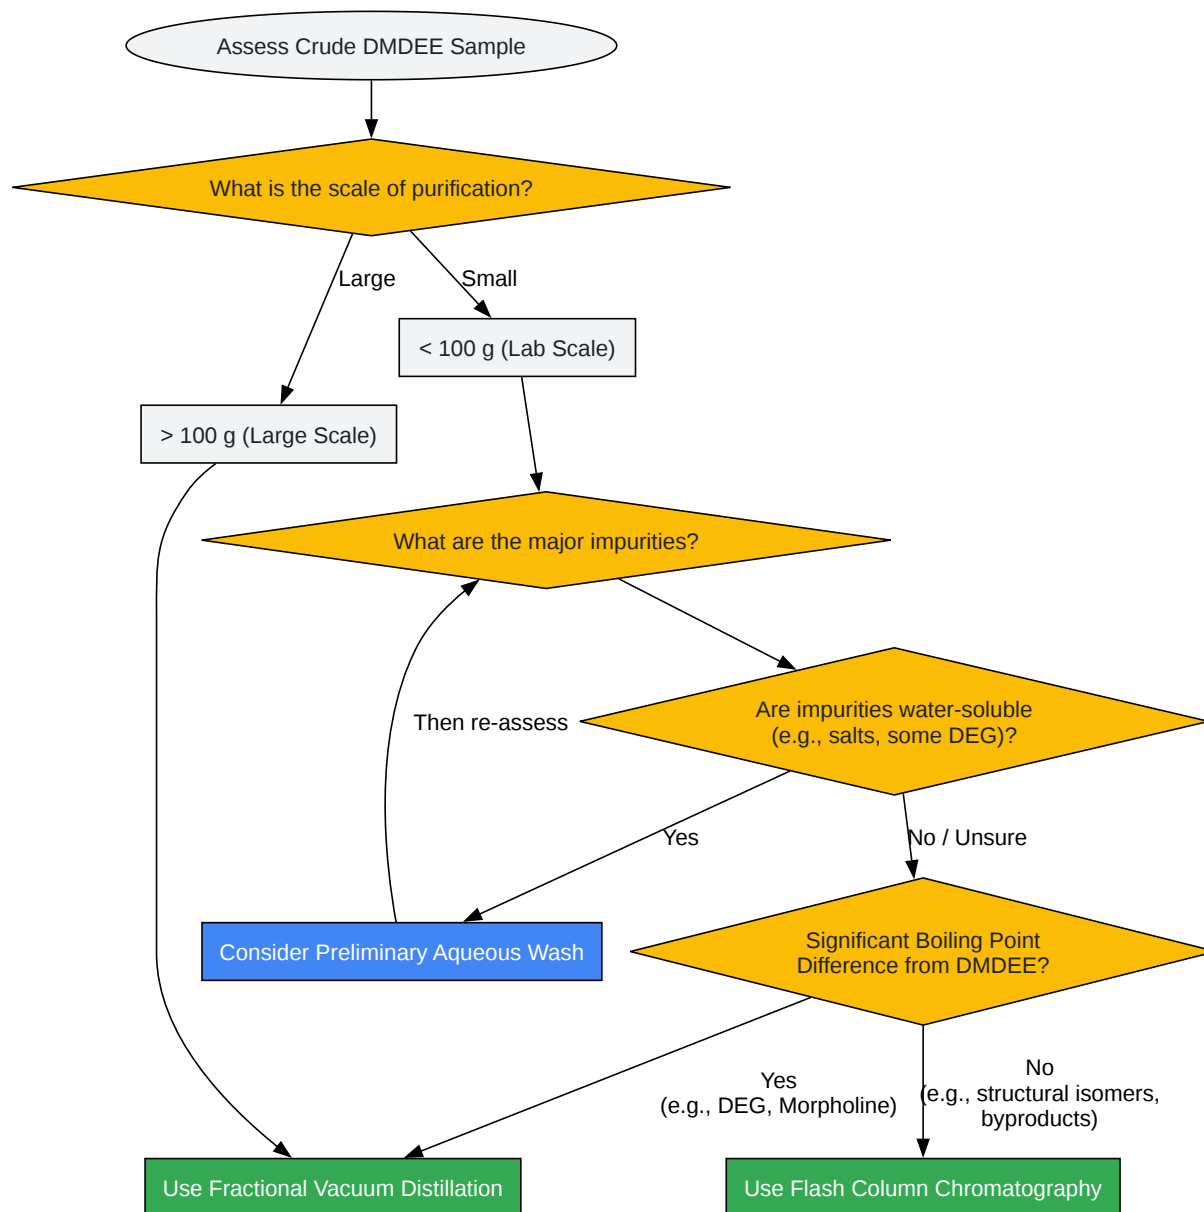 Assess Crude DMDEE Sample
What is the scale of purification?
Large
Small
< 100 g (Lab Scale)
> 100 g (Large Scale)
What are the major impurities?
Are impurities water-soluble
(e.g., salts, some DEG)?
Then re-assess
Yes
No / Unsure
Consider Preliminary Aqueous Wash
Significant Boiling Point
Difference from DMDEE?
Yes
(e.g., DEG, Morpholine)
No
(e.g., structural isomers,
byproducts)
Use Fractional Vacuum Distillation
Use Flash Column Chromatography